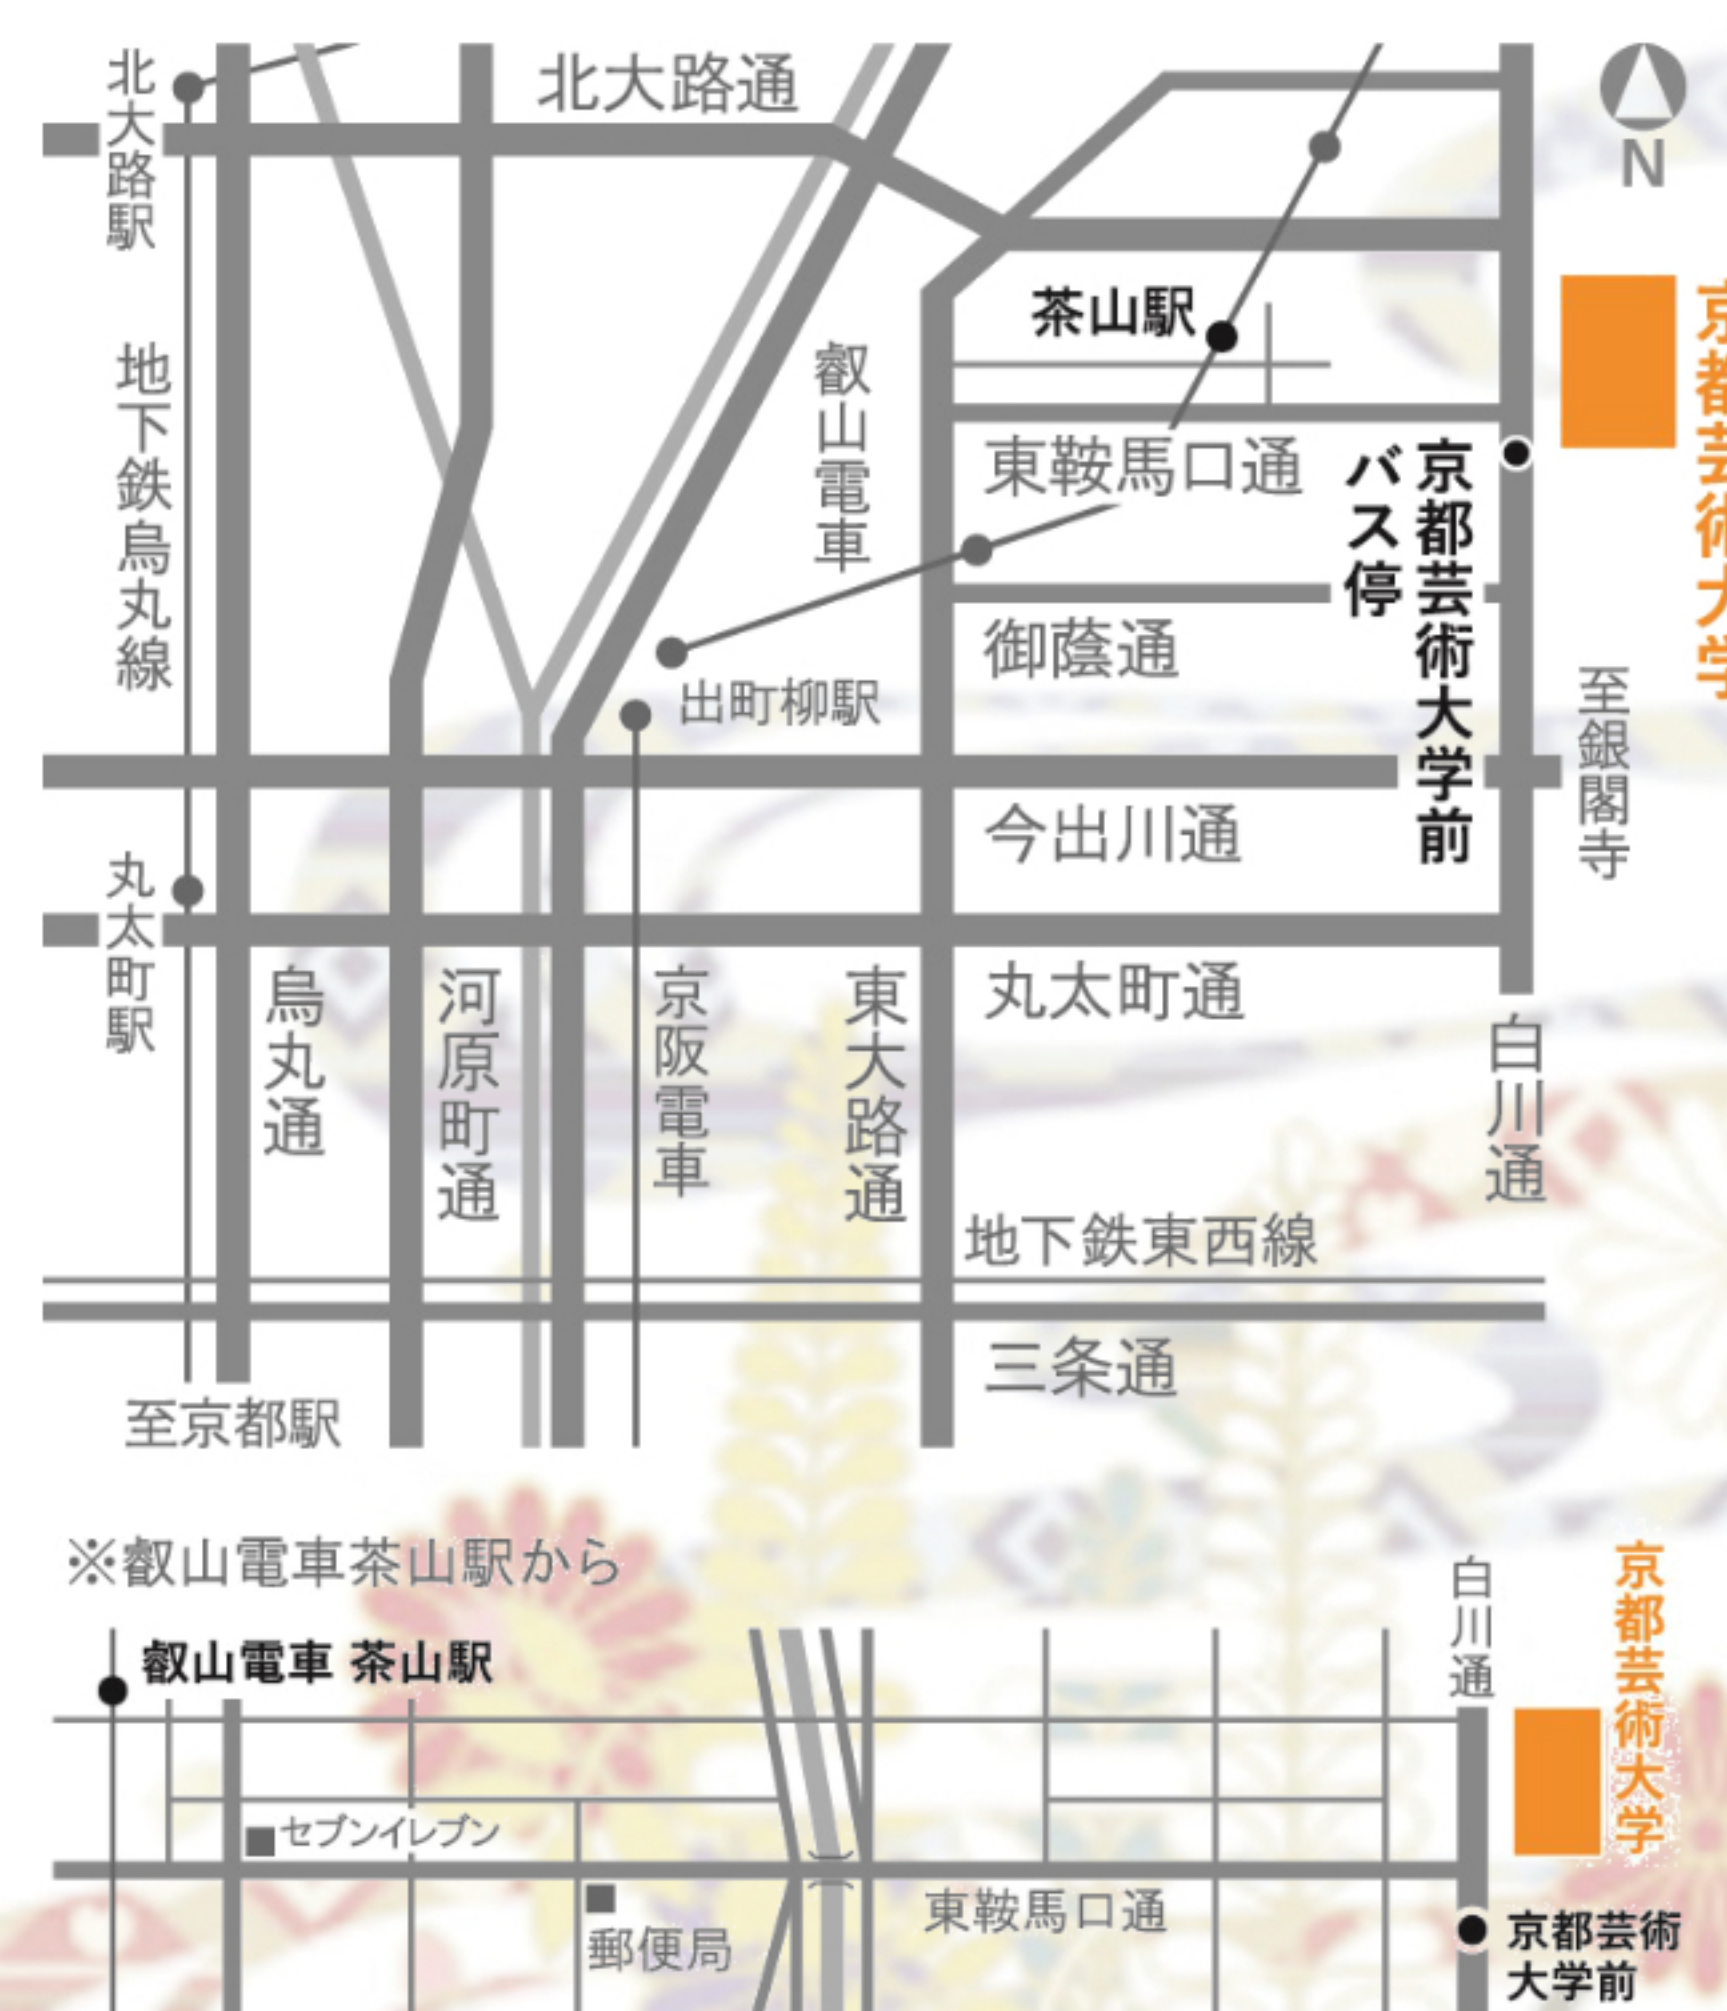 北大路駅
北大路通
N
茶山駅
京都芸術大学
地下鉄烏丸線
叡山電車
東鞍馬口通
京都芸術大学前
バス停
御蔭通
出町柳駅
至銀閣寺
今出川通
丸太町駅
丸太町通
烏丸通
河原町通
京阪電車
東大路通
白川通
地下鉄東西線
三条通
至京都駅
※叡山電車茶山駅から
叡山電車 茶山駅
白川通
京都芸術大学
セブンイレブン
郵便局
東鞍馬口通
京都芸術
大学前